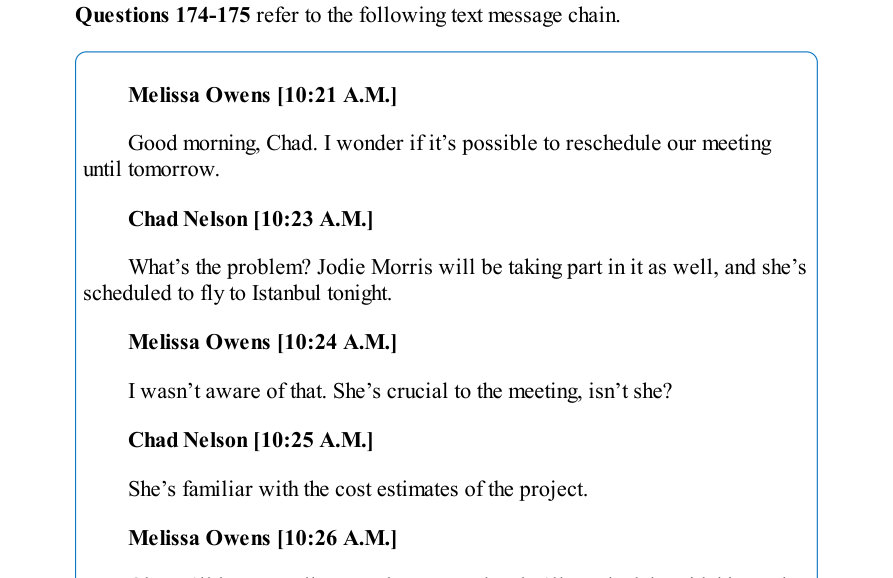 Questions 174-175 refer to the following text message chain.
Melissa Owens [10:21 A.M.]
Good morning, Chad. I wonder if it’s possible to reschedule our meeting
until tomorrow.
Chad Nelson [10:23 A.M.]
What’s the problem? Jodie Morris will be taking part in it as well, and she’s
scheduled to fly to Istanbul tonight.
Melissa Owens [10:24 A.M.]
I wasn’t aware of that. She’s crucial to the meeting, isn’t she?
Chad Nelson [10:25 A.M.]
She’s familiar with the cost estimates of the project.
Melissa Owens [10:26 A.M.]